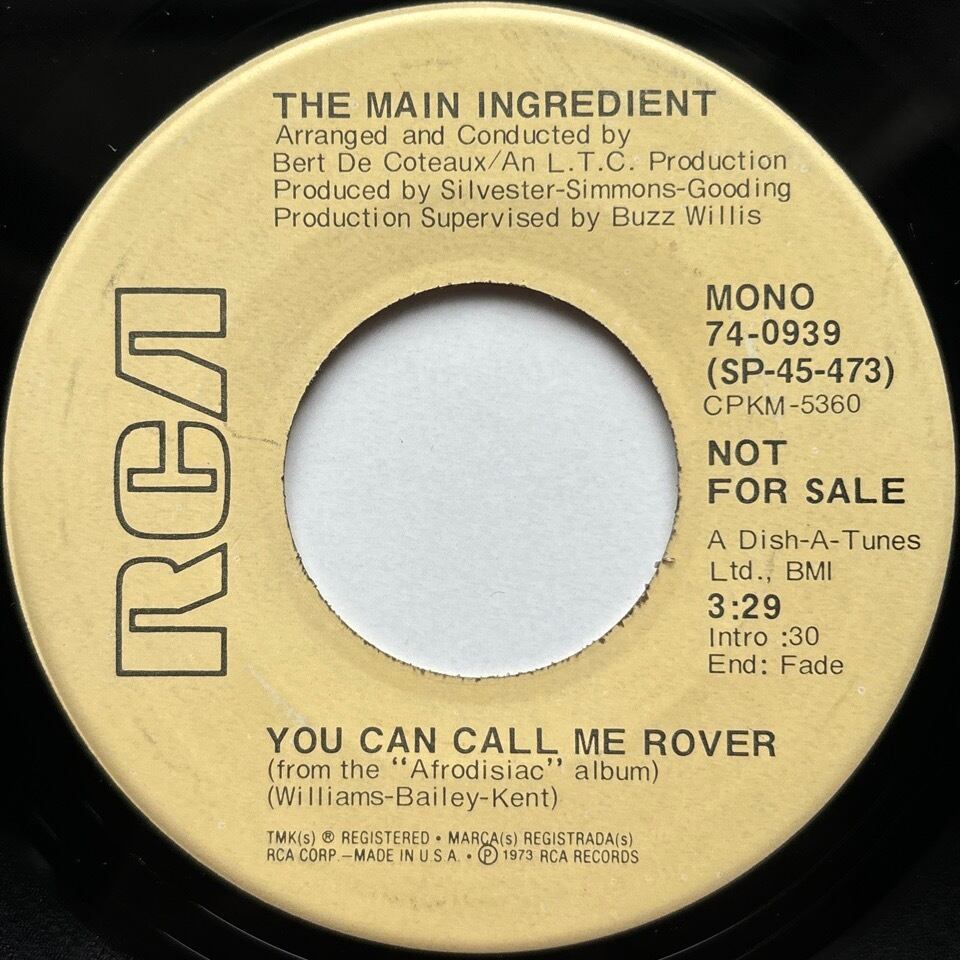 THE MAIN INGREDIENT
Arranged and Conducted by
Bert De Coteaux/An L.T.C. Production
Produced by Silvester-Simmons-Gooding
Production Supervised by Buzz Willis
RCA
MONO
74-0939
(SP-45-473)
CPKM-5360
NOT
FOR SALE
A Dish-A-Tunes
Ltd., BMI
3:29
Intro :30
End: Fade
YOU CAN CALL ME ROVER
(from the “Afrodisiac” album)
(Williams-Bailey-Kent)
TMK(s) ® REGISTERED • MARCA(s) REGISTRADA(s)
RCA CORP.—MADE IN U.S.A. • ℗ 1973 RCA RECORDS